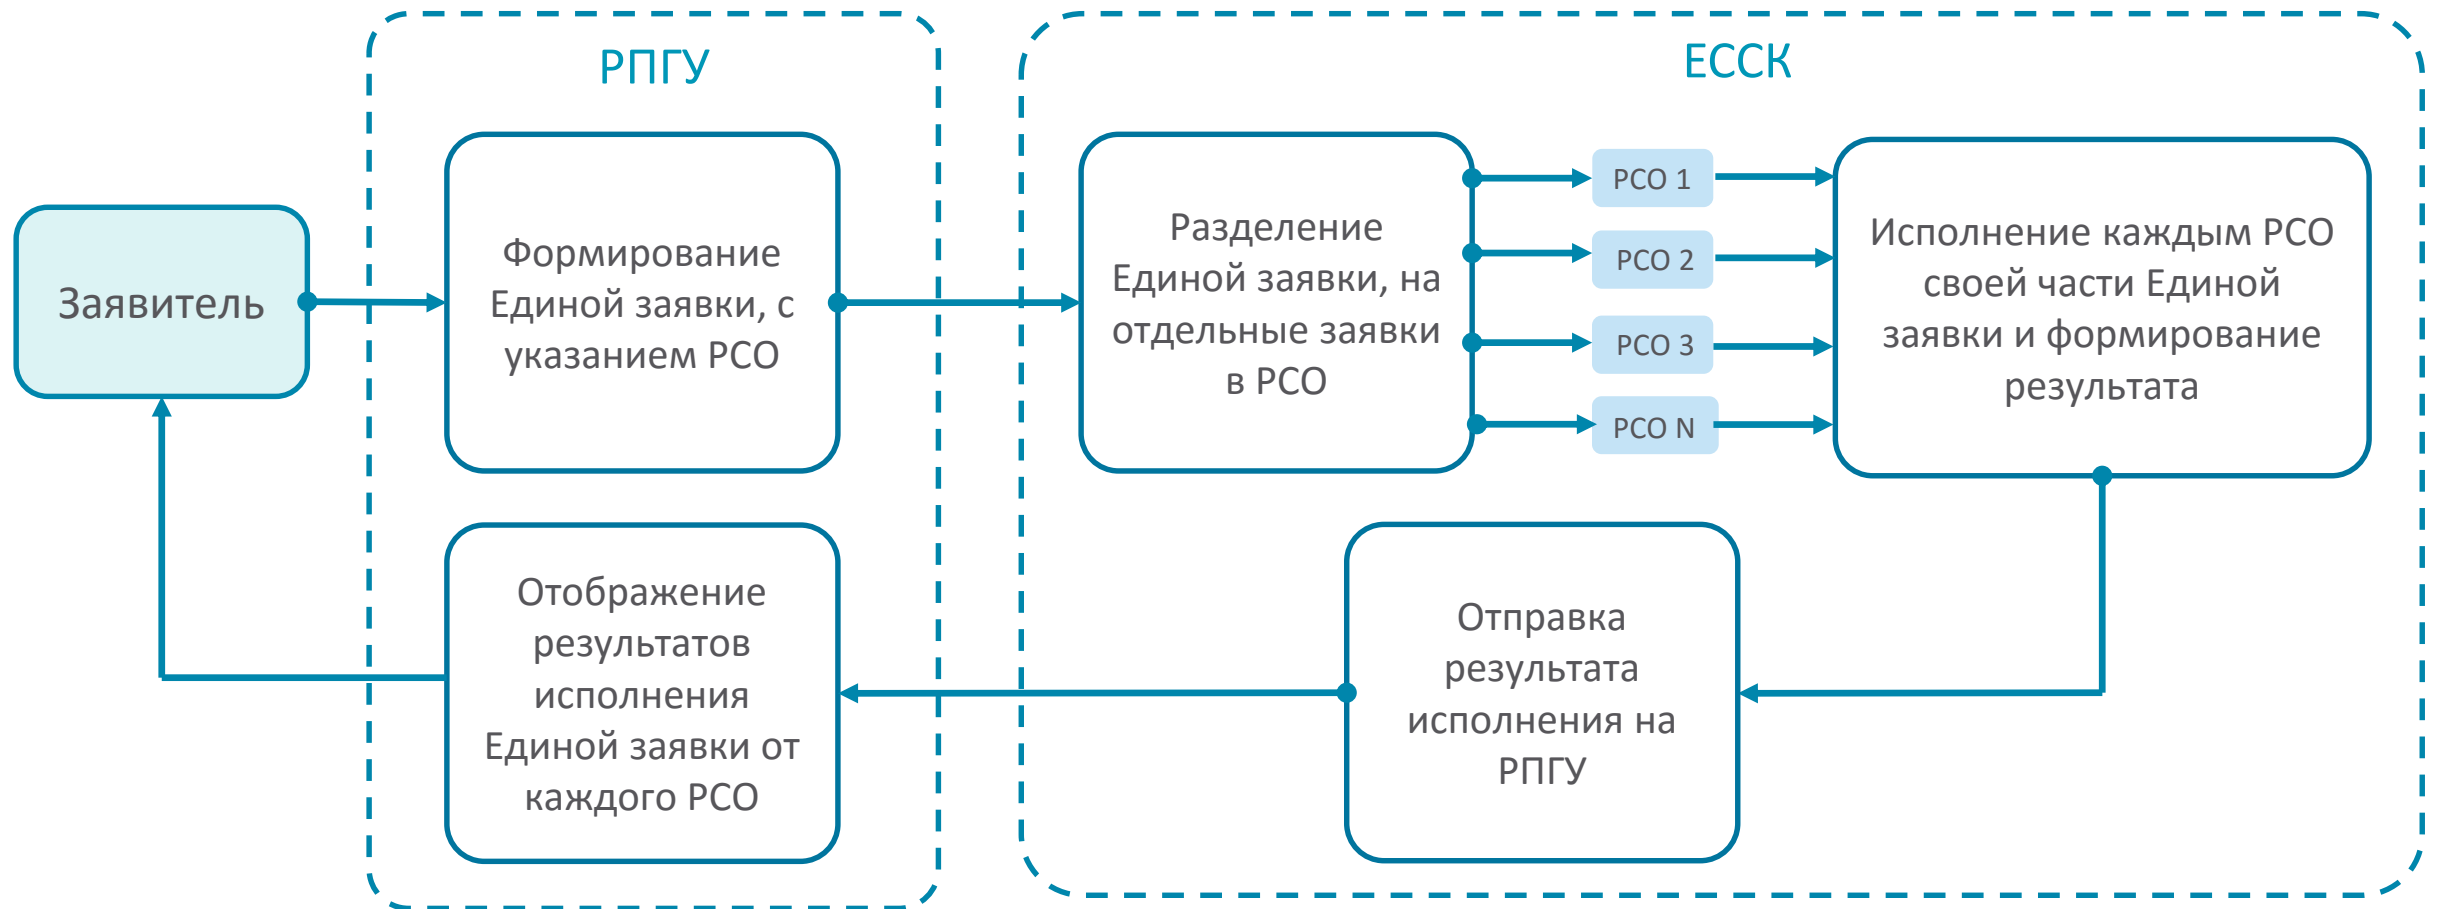 РПГУ
ЕССК
Заявитель
Формирование
Единой заявки, с
указанием РСО
Разделение
Единой заявки, на
отдельные заявки
в РСО
РСО 1
РСО 2
РСО 3
РСО N
Исполнение каждым РСО
своей части Единой
заявки и формирование
результата
Отображение
результатов
исполнения
Единой заявки от
каждого РСО
Отправка
результата
исполнения на
РПГУ